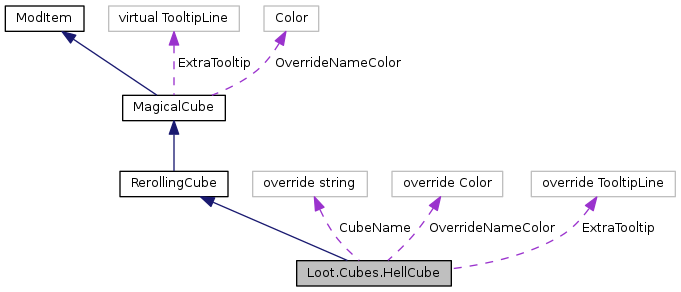 ModItem
virtual TooltipLine
Color
ExtraTooltip
OverrideNameColor
MagicalCube
RerollingCube
override string
override Color
override TooltipLine
CubeName
OverrideNameColor
ExtraTooltip
Loot.Cubes.HellCube